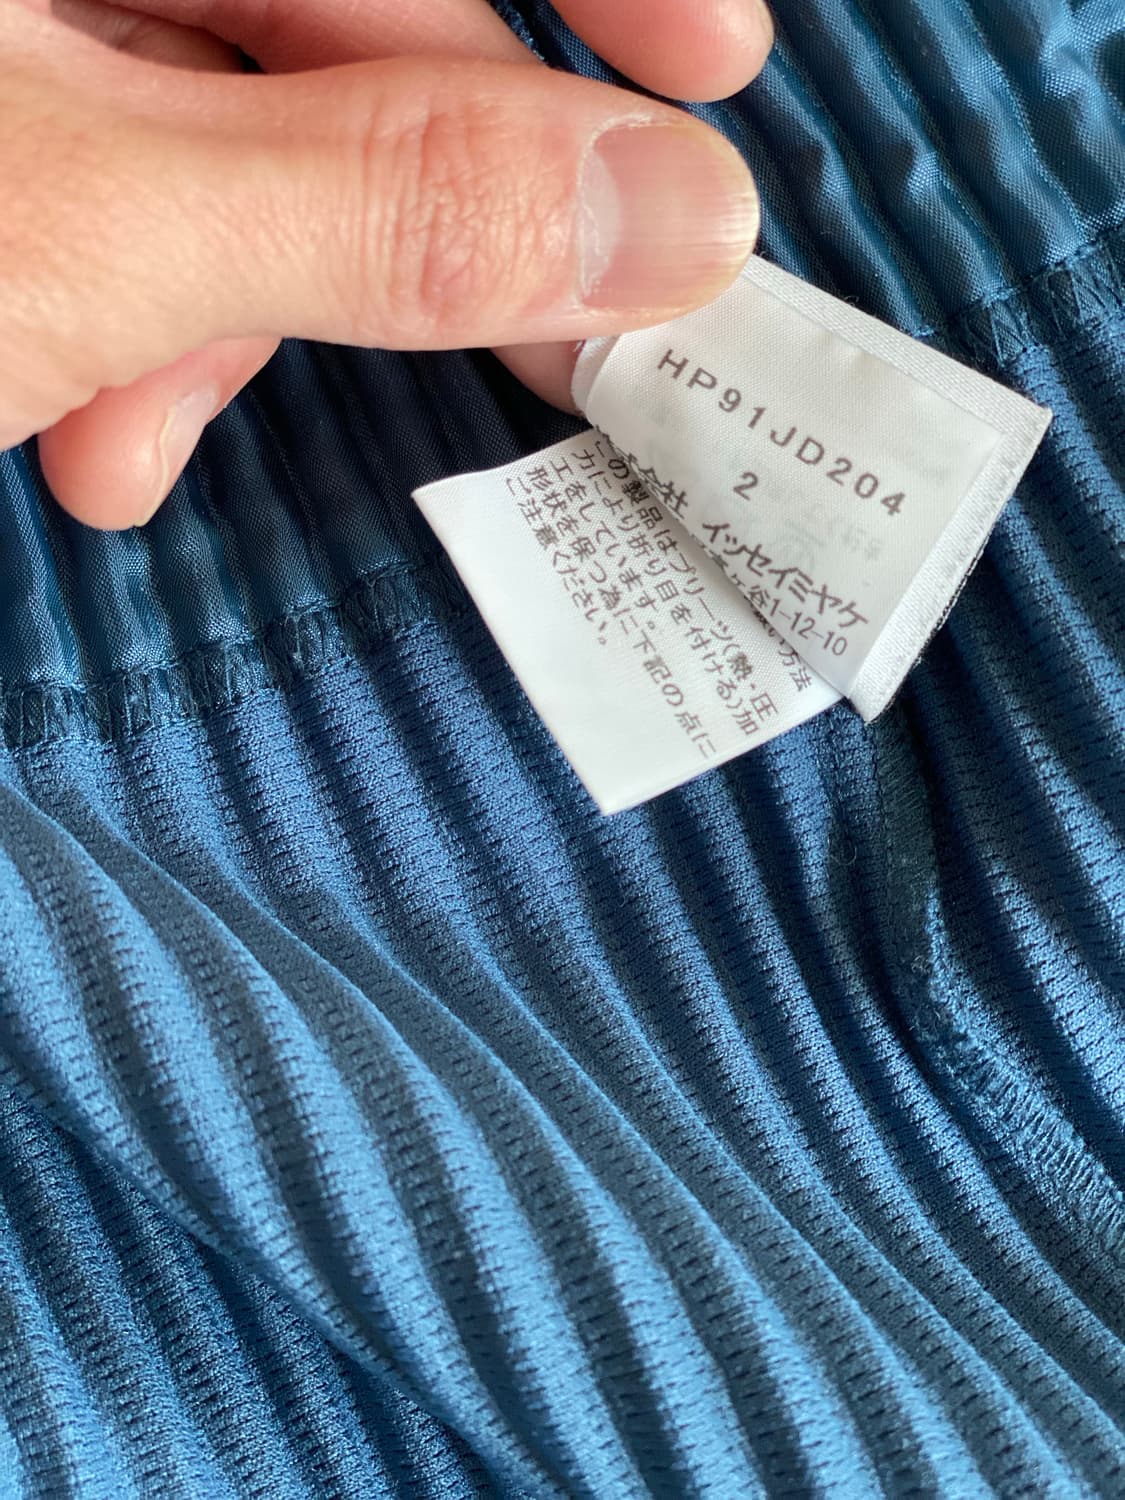 HP91JD204
2
会社 イッセイミヤケ
谷1-12-10
い方法
この製品はプリーツ(熱・圧
力により折り目を付ける)加
工をしています。
形状を保つ為に下記の点に
ご注意ください。